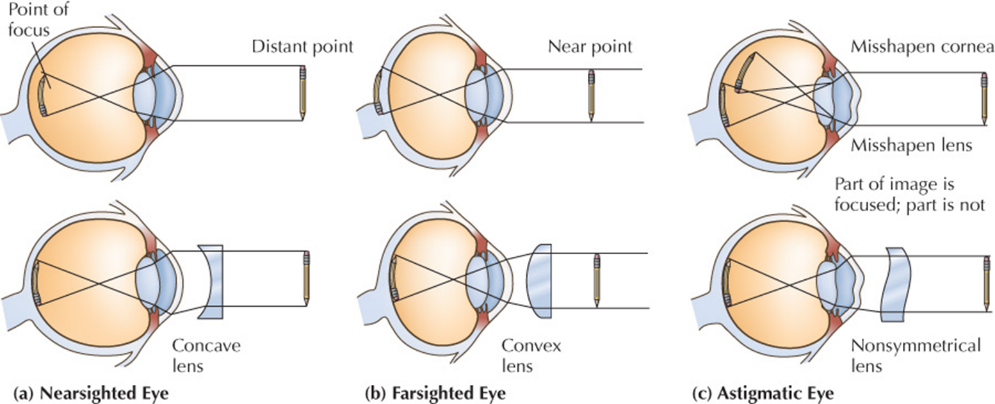 Point of
focus
Distant point
Near point
Misshapen cornea
Misshapen lens
Part of image is
focused; part is not
Concave
lens
Convex
lens
Nonsymmetrical
lens
(a) Nearsighted Eye
(b) Farsighted Eye
(c) Astigmatic Eye